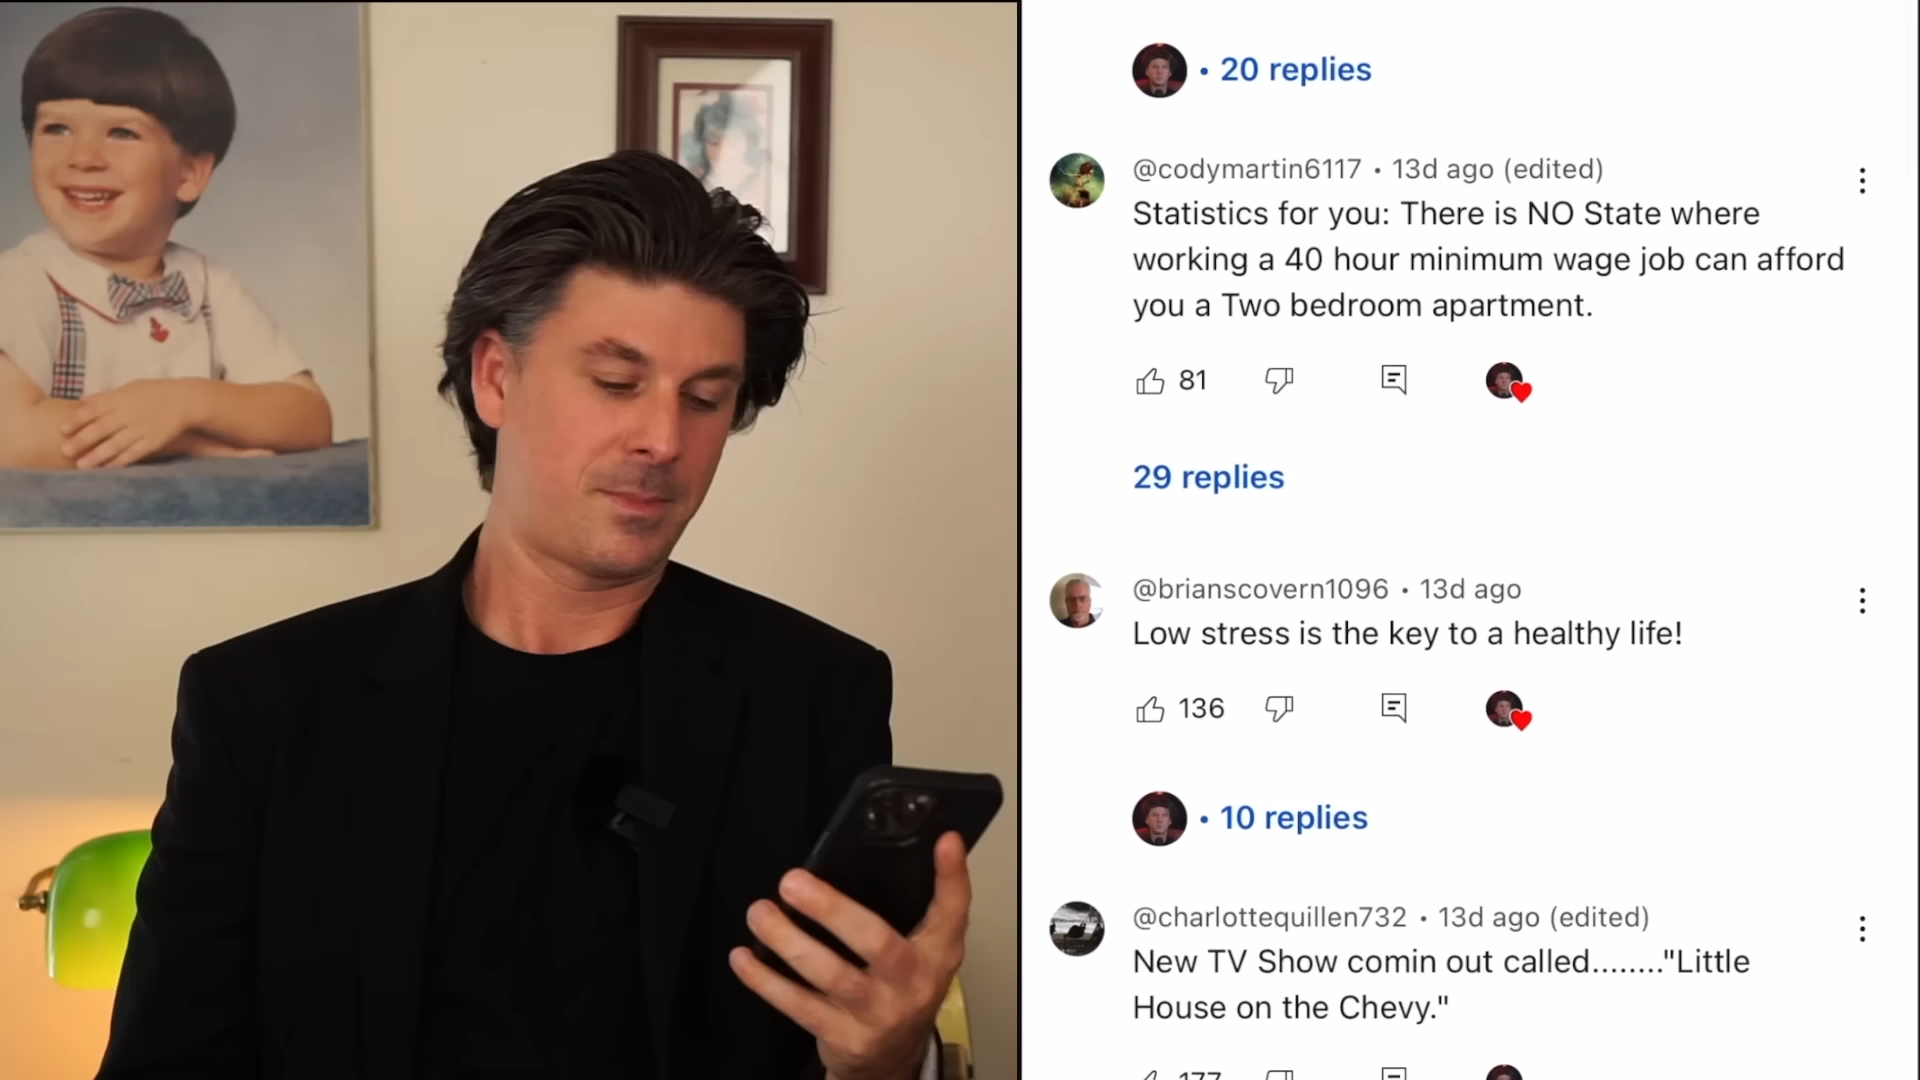 • 20 replies
@codymartin6117 • 13d ago (edited)
Statistics for you: There is NO State where
working a 40 hour minimum wage job can afford
you a Two bedroom apartment.
81
29 replies
@brianscovern1096 • 13d ago
Low stress is the key to a healthy life!
136
• 10 replies
@charlottequillen732 • 13d ago (edited)
New TV Show comin out called........"Little
House on the Chevy."
177